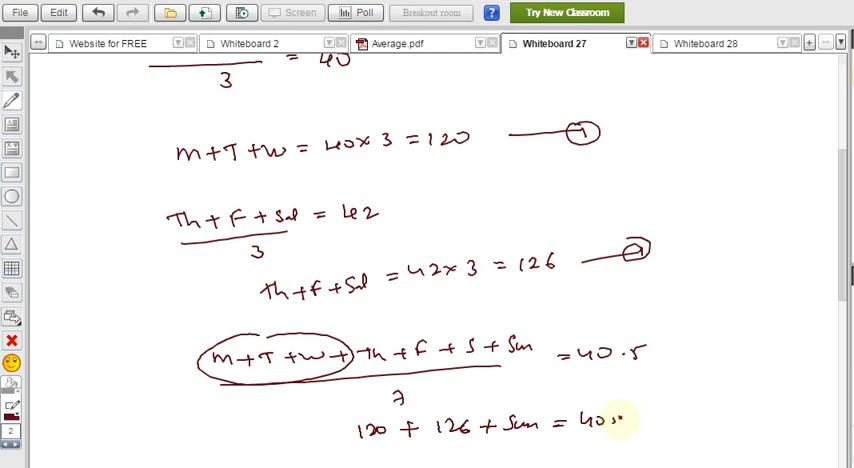 File Edit Screen Poll Breakout room ? Try New Classroom
Website for FREE Whiteboard 2 Average.pdf Whiteboard 27 Whiteboard 28
= 40
3
M+T+W = 40×3 = 120 1
Th + F + Sat = 42
3
Th+F+Sat = 42×3 = 126
M+T+W+Th+F+S+Sun = 40.5
7
120 + 126 + Sun = 40.
2